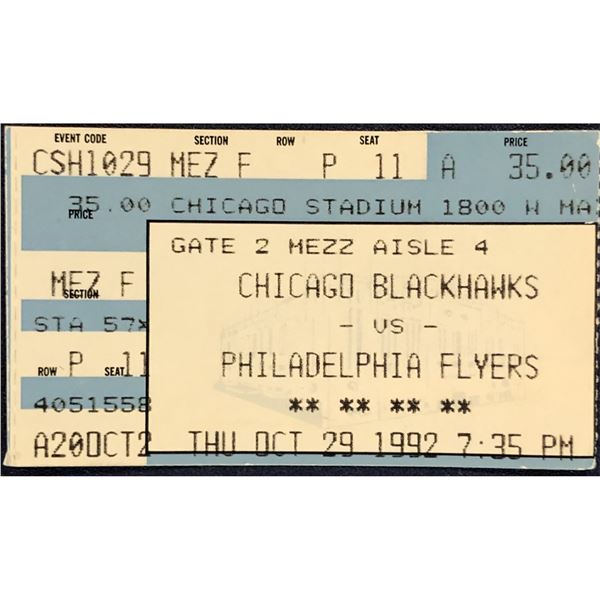 EVENT CODE SECTION ROW SEAT PRICE
CSH1029 MEZ F P 11 A 35.00
35.00 CHICAGO STADIUM 1800 W MA
PRICE
GATE 2 MEZZ AISLE 4
MEZ F CHICAGO BLACKHAWKS
SECTION
STA 57X - VS -
ROW P SEAT 11 PHILADELPHIA FLYERS
4051558 ** ** ** **
A20OCT2 THU OCT 29 1992 7:35 PM